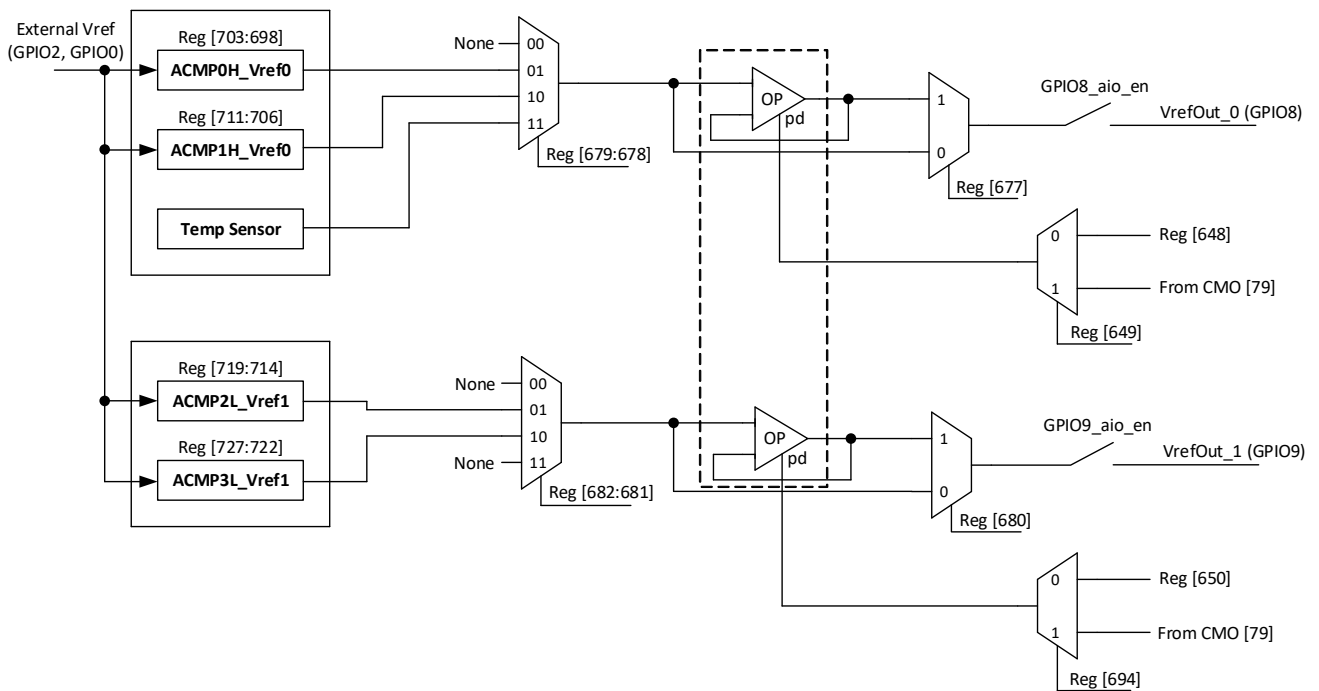 External Vref
(GPIO2, GPIO0)
Reg [703:698]
ACMP0H_Vref0
Reg [711:706]
ACMP1H_Vref0
Temp Sensor
None
00
01
10
11
Reg [679:678]
OP
pd
1
0
Reg [677]
GPIO8_aio_en
VrefOut_0 (GPIO8)
0
1
Reg [648]
From CMO [79]
Reg [649]
Reg [719:714]
ACMP2L_Vref1
Reg [727:722]
ACMP3L_Vref1
None
00
01
10
None
11
Reg [682:681]
OP
pd
1
0
Reg [680]
GPIO9_aio_en
VrefOut_1 (GPIO9)
0
1
Reg [650]
From CMO [79]
Reg [694]